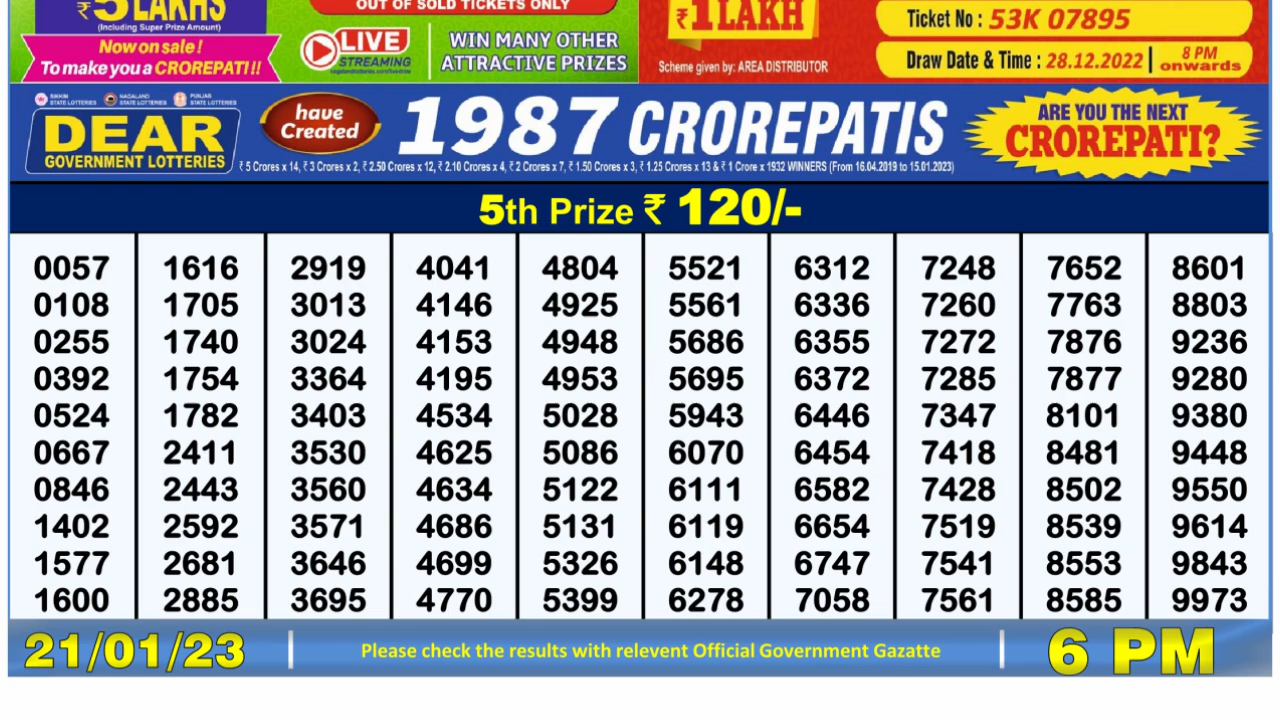 ₹5 LAKHS
(Including Super Prize Amount)
Now on sale!
To make you a CROREPATI!!
OUT OF SOLD TICKETS ONLY
LIVE
STREAMING
WIN MANY OTHER
ATTRACTIVE PRIZES
₹1 LAKH
Scheme given by: AREA DISTRIBUTOR
Ticket No : 53K 07895
Draw Date & Time : 28.12.2022 | 8 PM onwards
SIKKIM STATE LOTTERIES NAGALAND STATE LOTTERIES PUNJAB STATE LOTTERIES
DEAR
GOVERNMENT LOTTERIES
have
Created
1987 CROREPATIS
₹ 5 Crores x 14, ₹ 3 Crores x 2, ₹ 2.50 Crores x 12, ₹ 2.10 Crores x 4, ₹ 2 Crores x 7, ₹ 1.50 Crores x 3, ₹ 1.25 Crores x 13 & ₹ 1 Crore x 1932 WINNERS (From 16.04.2019 to 15.01.2023)
ARE YOU THE NEXT
CROREPATI?
5th Prize ₹ 120/-
0057 1616 2919 4041 4804 5521 6312 7248 7652 8601
0108 1705 3013 4146 4925 5561 6336 7260 7763 8803
0255 1740 3024 4153 4948 5686 6355 7272 7876 9236
0392 1754 3364 4195 4953 5695 6372 7285 7877 9280
0524 1782 3403 4534 5028 5943 6446 7347 8101 9380
0667 2411 3530 4625 5086 6070 6454 7418 8481 9448
0846 2443 3560 4634 5122 6111 6582 7428 8502 9550
1402 2592 3571 4686 5131 6119 6654 7519 8539 9614
1577 2681 3646 4699 5326 6148 6747 7541 8553 9843
1600 2885 3695 4770 5399 6278 7058 7561 8585 9973
21/01/23 | Please check the results with relevent Official Government Gazatte | 6 PM